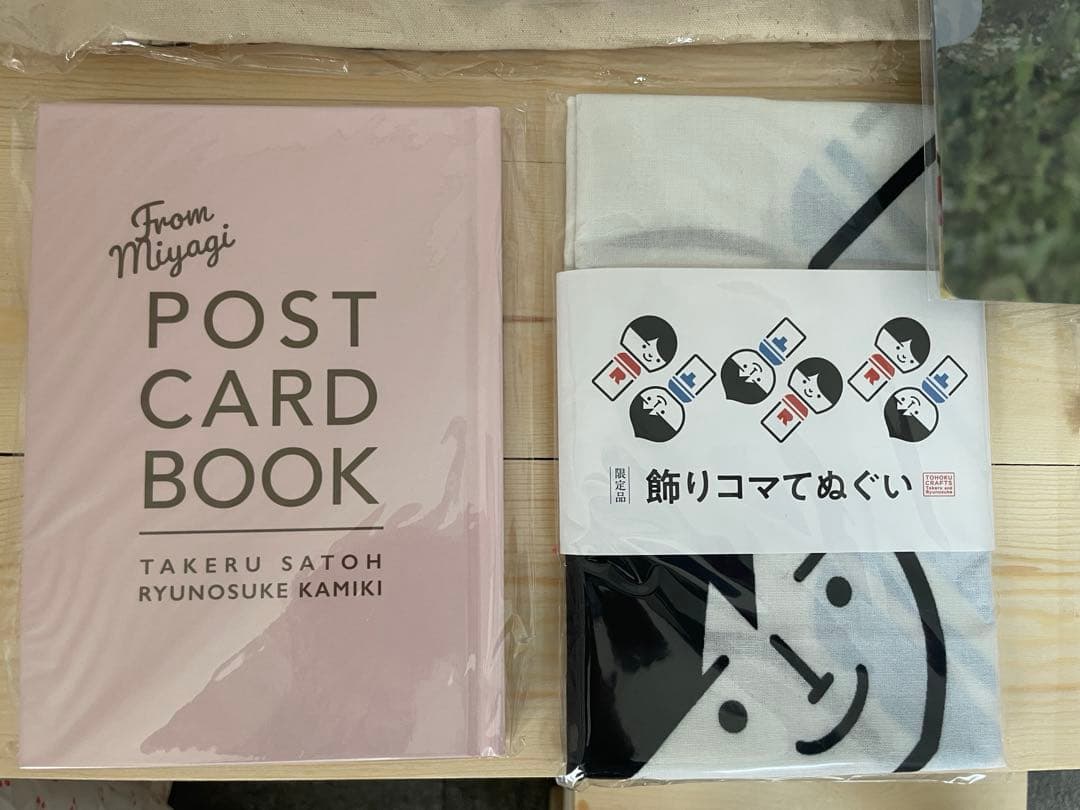 From
Miyagi
POST
CARD
BOOK
TAKERU SATOH
RYUNOSUKE KAMIKI
R
T
T
R
R
T
限定品
飾りコマてぬぐい
TOHOKU
CRAFTS
Takeru and
Ryunosuke